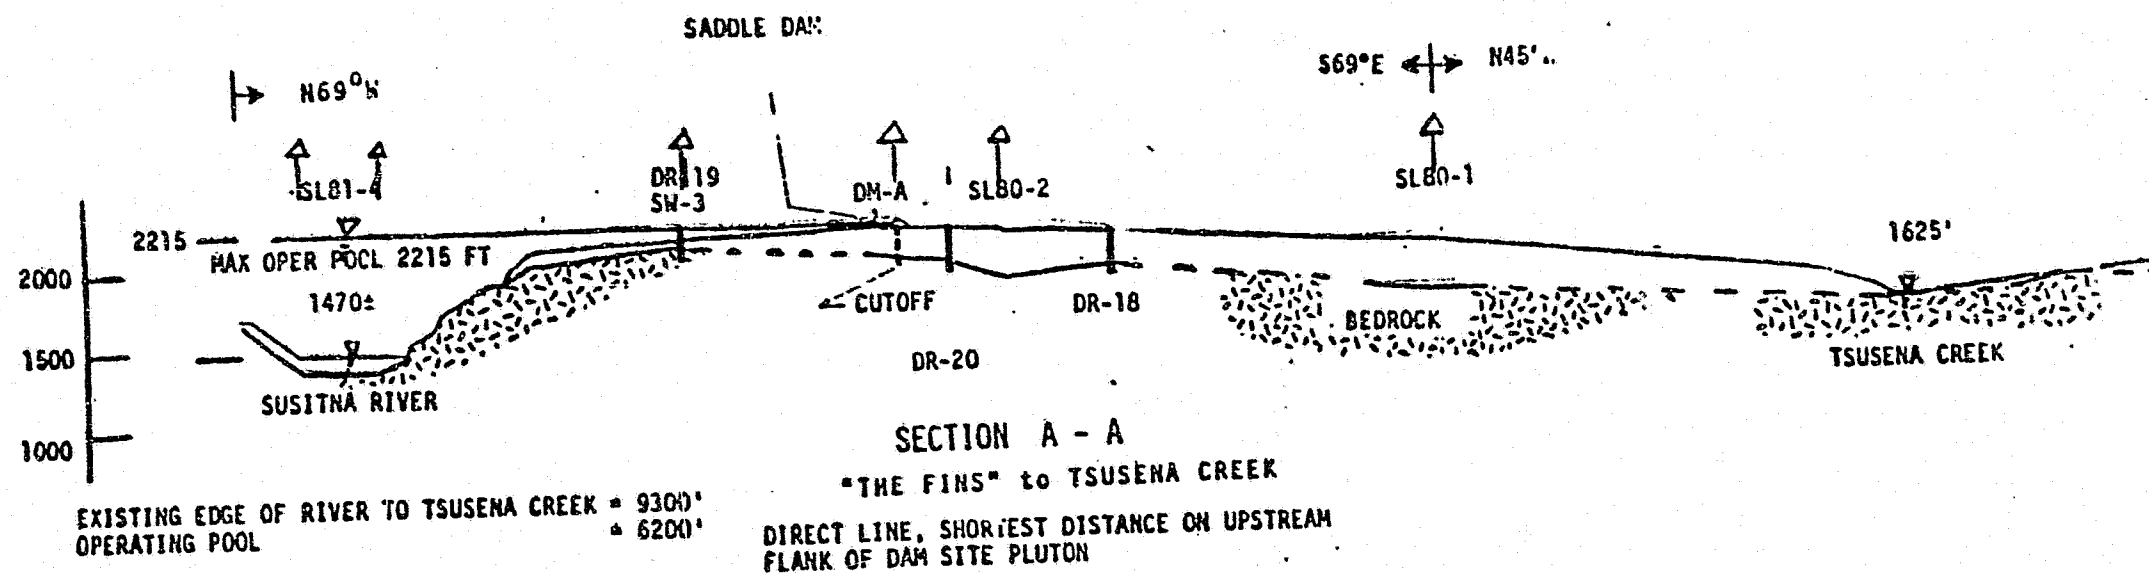 SADDLE DAM
N69°W
S69°E
N45°
SL81-4
DR-19
SW-3
DM-A
SL80-2
SL80-1
2215
MAX OPER POOL 2215 FT
1625'
2000
1470±
CUTOFF
DR-18
BEDROCK
1500
DR-20
TSUSENA CREEK
SUSITNA RIVER
1000
SECTION A - A
"THE FINS" to TSUSENA CREEK
EXISTING EDGE OF RIVER TO TSUSENA CREEK = 9300'
OPERATING POOL = 6200'
DIRECT LINE, SHORTEST DISTANCE ON UPSTREAM
FLANK OF DAM SITE PLUTON